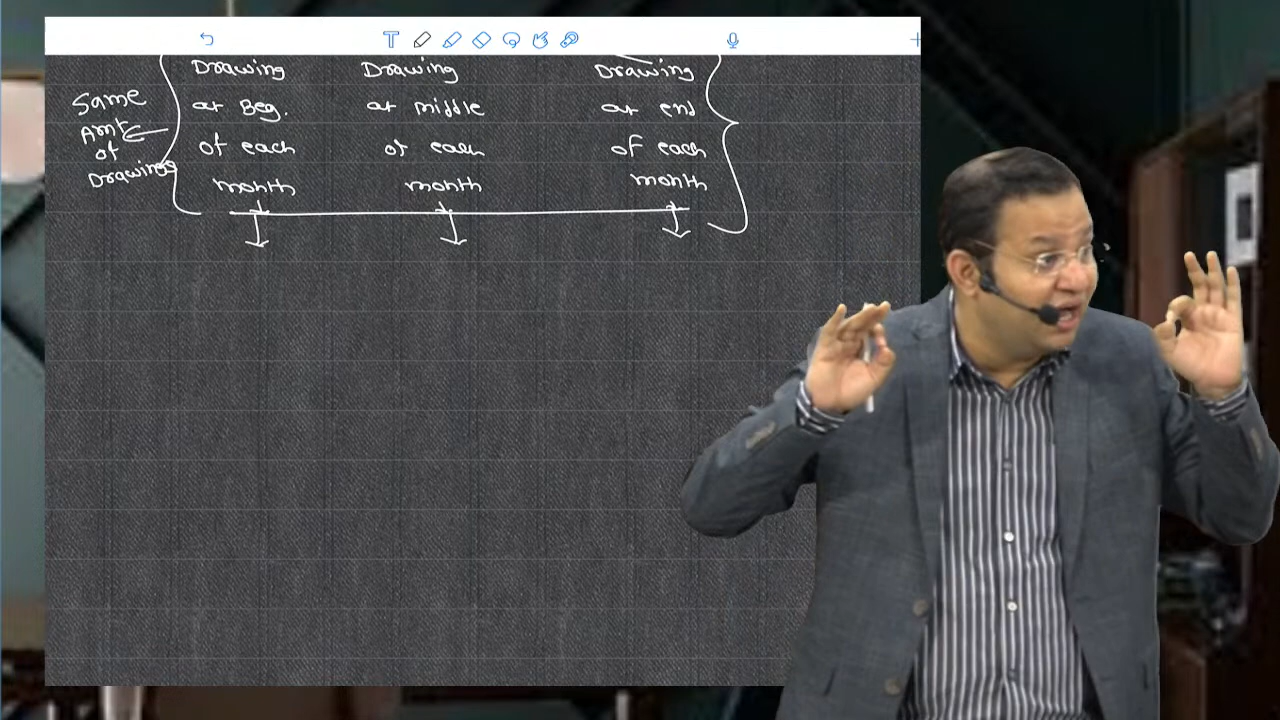 Same
Amt
of
Drawings
Drawing
at Beg.
of each
month
Drawing
at middle
of each
month
Drawing
at end
of each
month